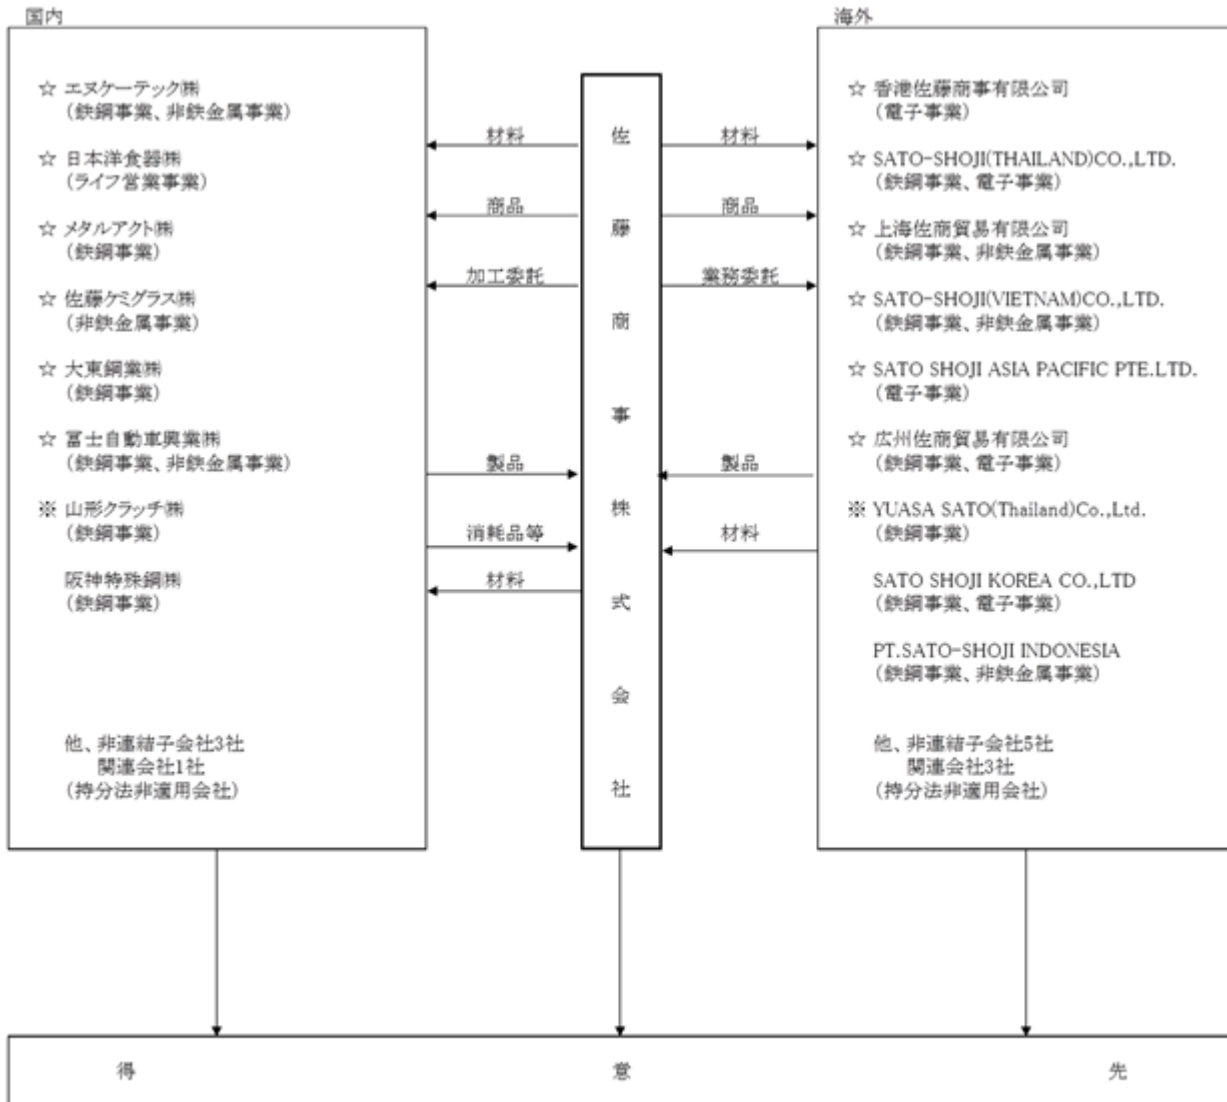 国内
☆ エヌケーテック㈱
(鉄鋼事業、非鉄金属事業)
☆ 日本洋食器㈱
(ライフ営業事業)
☆ メタルアクト㈱
(鉄鋼事業)
☆ 佐藤ケミグラス㈱
(非鉄金属事業)
☆ 大東鋼業㈱
(鉄鋼事業)
☆ 冨士自動車興業㈱
(鉄鋼事業、非鉄金属事業)
※ 山形クラッチ㈱
(鉄鋼事業)
阪神特殊鋼㈱
(鉄鋼事業)
他、非連結子会社3社
関連会社1社
(持分法非適用会社)
材料
商品
加工委託
製品
消耗品等
材料
佐藤商事株式会社
材料
商品
業務委託
製品
材料
海外
☆ 香港佐藤商事有限公司
(電子事業)
☆ SATO-SHOJI(THAILAND)CO.,LTD.
(鉄鋼事業、電子事業)
☆ 上海佐商貿易有限公司
(鉄鋼事業、非鉄金属事業)
☆ SATO-SHOJI(VIETNAM)CO.,LTD.
(鉄鋼事業、非鉄金属事業)
☆ SATO SHOJI ASIA PACIFIC PTE.LTD.
(電子事業)
☆ 広州佐商貿易有限公司
(鉄鋼事業、電子事業)
※ YUASA SATO(Thailand)Co.,Ltd.
(鉄鋼事業)
SATO SHOJI KOREA CO.,LTD
(鉄鋼事業、電子事業)
PT.SATO-SHOJI INDONESIA
(鉄鋼事業、非鉄金属事業)
他、非連結子会社5社
関連会社3社
(持分法非適用会社)
得意先